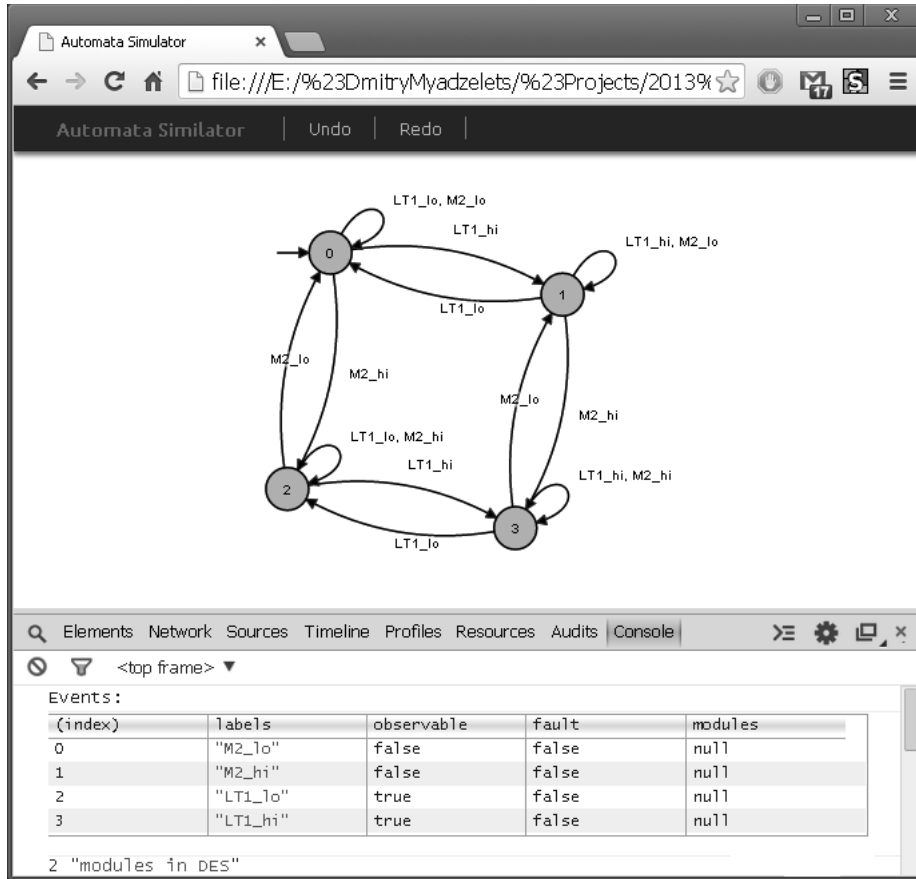 Automata Simulator
file:///E:/%23DmitryMyadzelets/%23Projects/2013%
17
S
Automata Similator Undo Redo
LT1_lo, M2_lo
LT1_hi
LT1_hi, M2_lo
0
1
LT1_lo
M2_lo
M2_hi
M2_lo
M2_hi
LT1_lo, M2_hi
LT1_hi
LT1_hi, M2_hi
2
3
LT1_lo
Elements Network Sources Timeline Profiles Resources Audits Console
<top frame> ▼
Events:
(index) labels observable fault modules
0 "M2_lo" false false null
1 "M2_hi" false false null
2 "LT1_lo" true false null
3 "LT1_hi" true false null
2 "modules in DES"